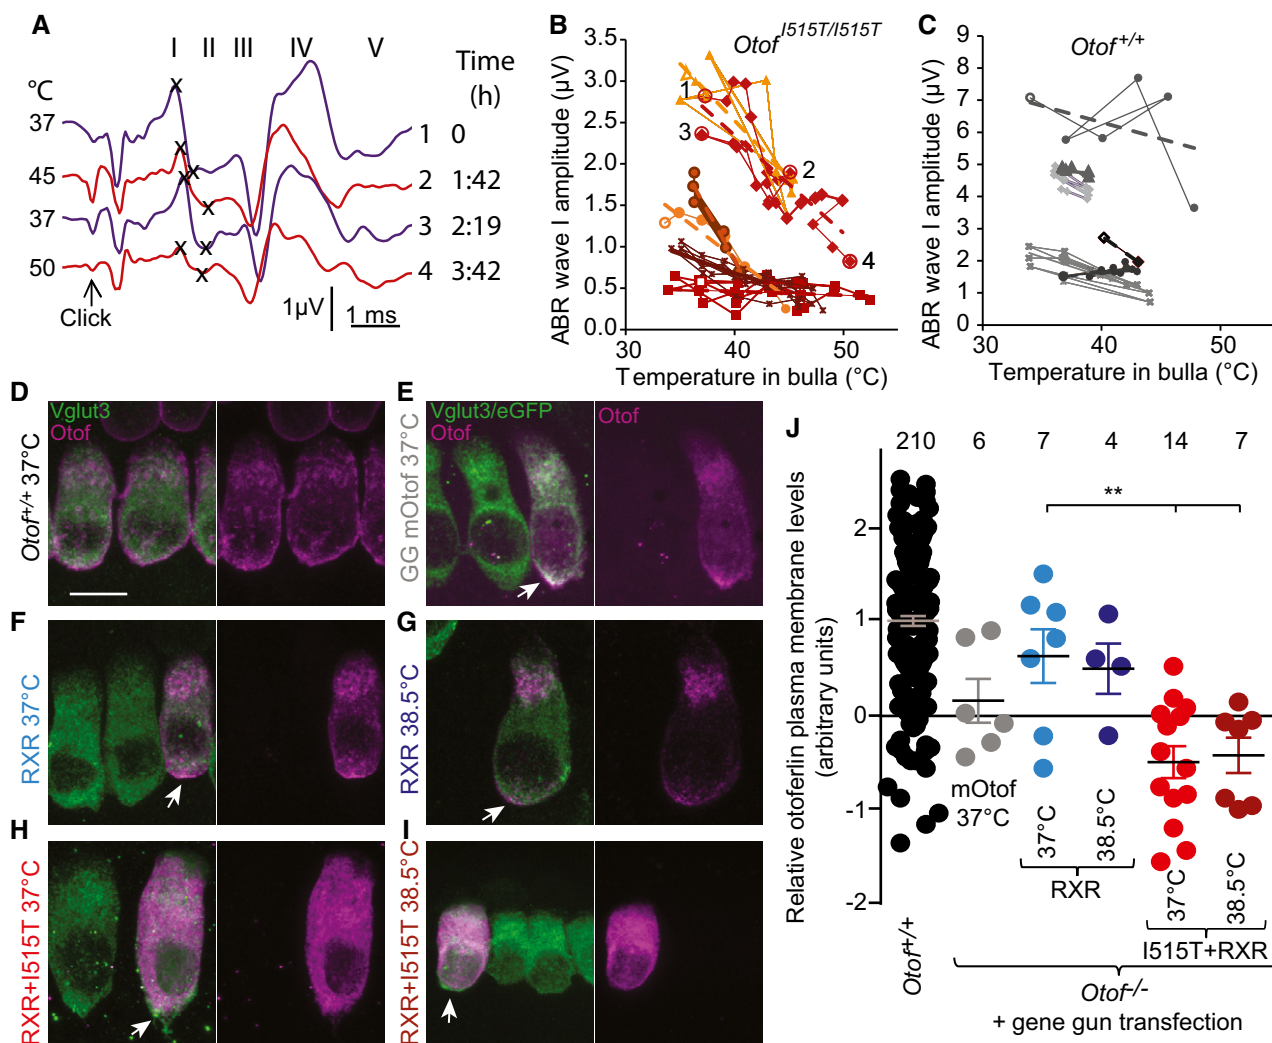 A
I II III IV V
Time
(h)
°C
37 1 0
45 2 1:42
37 3 2:19
50 4 3:42
Click
1µV
1 ms
B
Otof I515T/I515T
ABR wave I amplitude (µV)
3.5
3.0
2.5
2.0
1.5
1.0
0.5
0.0
1
3
2
4
30 40 50
Temperature in bulla (°C)
C
Otof+/+
ABR wave I amplitude (µV)
9
8
7
6
5
4
3
2
1
0
30 40 50
Temperature in bulla (°C)
D
Otof+/+ 37°C
Vglut3
Otof
E
GG mOtof 37°C
Vglut3/eGFP
Otof
Otof
F
RXR 37°C
G
RXR 38.5°C
H
RXR+I515T 37°C
I
RXR+I515T 38.5°C
J
210 6 7 4 14 7
**
Relative otoferlin plasma membrane levels
(arbitrary units)
2
1
0
-1
-2
Otof+/+
mOtof
37°C
37°C
38.5°C
RXR
37°C
38.5°C
I515T+RXR
Otof-/-
+ gene gun transfection